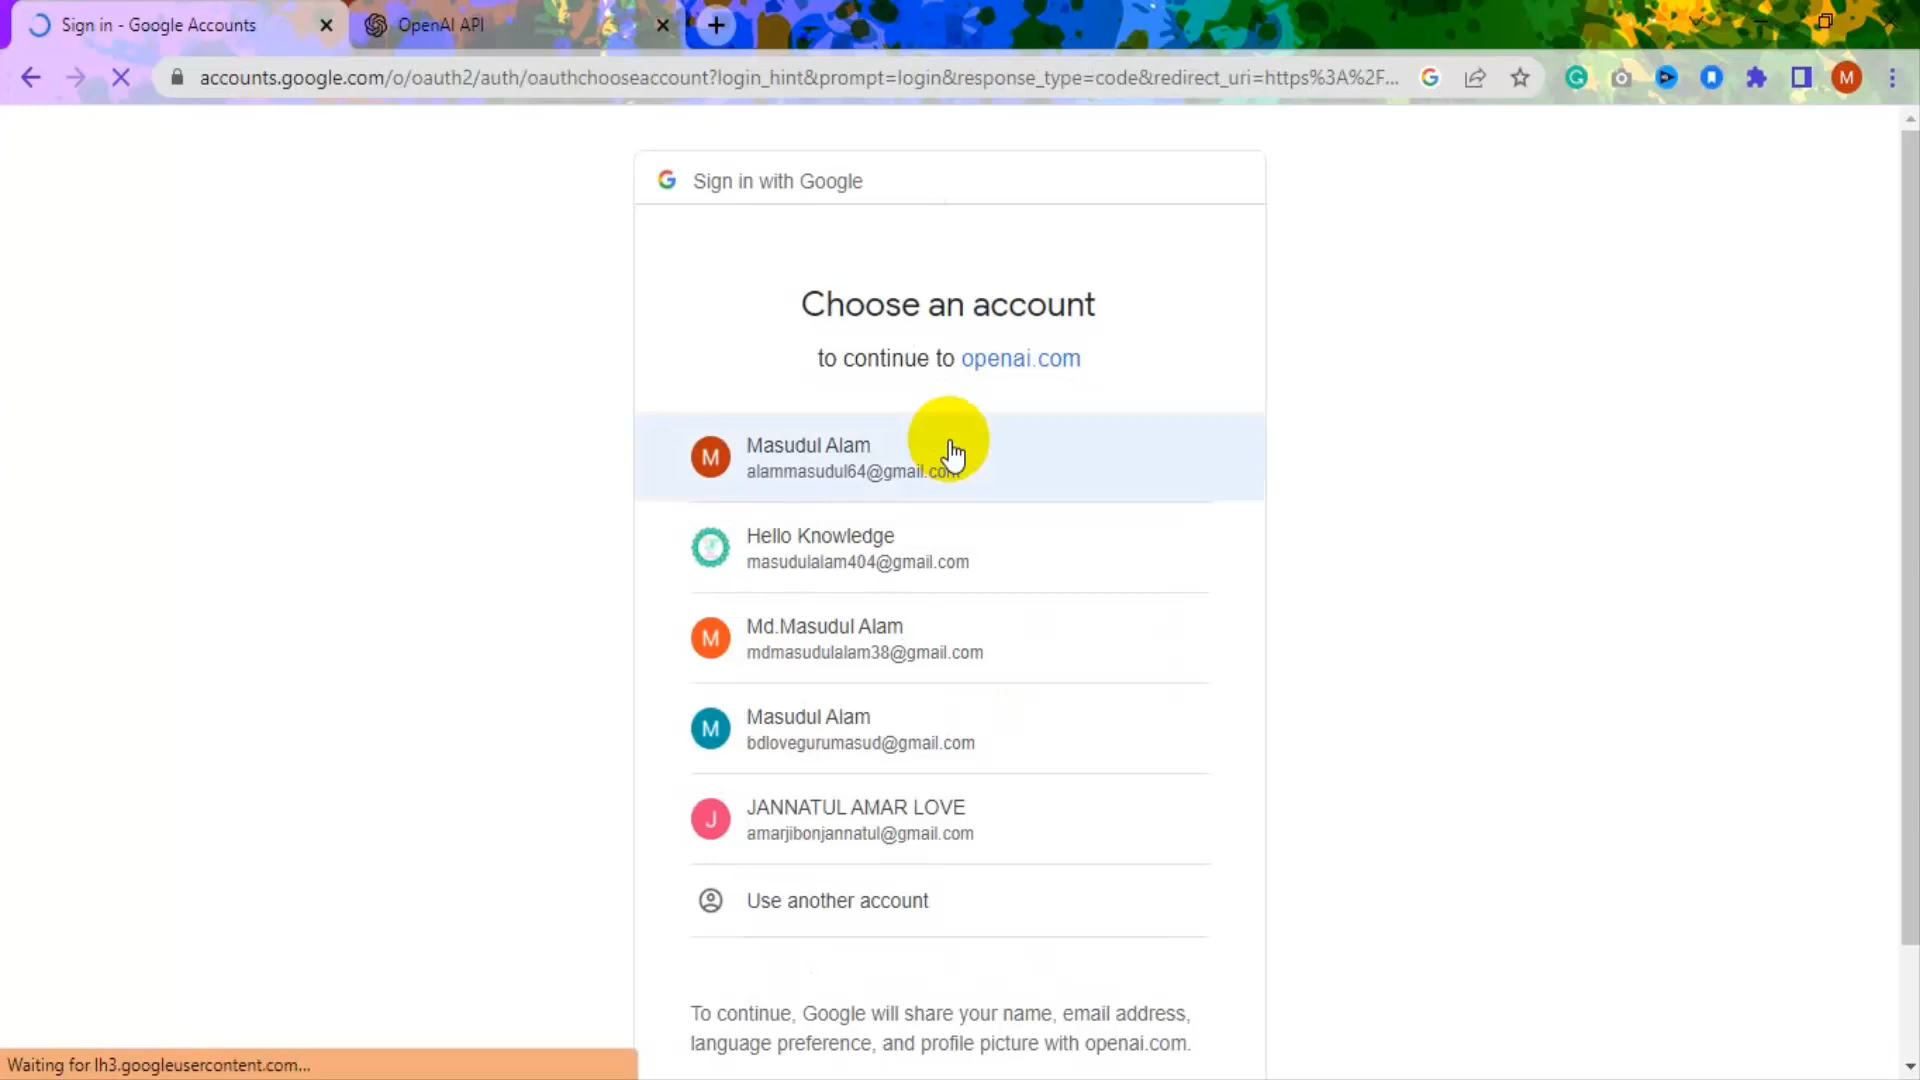 Sign in - Google Accounts
OpenAI API
accounts.google.com/o/oauth2/auth/oauthchooseaccount?login_hint&prompt=login&response_type=code&redirect_uri=https%3A%2F...
M
Sign in with Google
Choose an account
to continue to openai.com
M
Masudul Alam
alammasudul64@gmail.com
Hello Knowledge
masudulalam404@gmail.com
M
Md.Masudul Alam
mdmasudulalam38@gmail.com
M
Masudul Alam
bdlovegurumasud@gmail.com
J
JANNATUL AMAR LOVE
amarjibonjannatul@gmail.com
Use another account
To continue, Google will share your name, email address,
language preference, and profile picture with openai.com.
Waiting for lh3.googleusercontent.com...